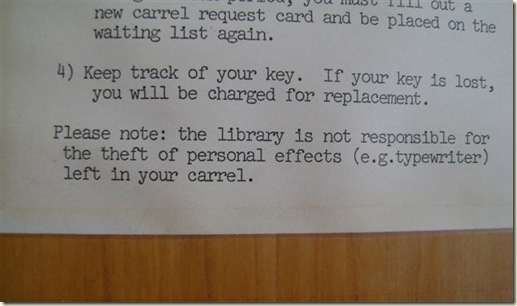 you must fill out a
new carrel request card and be placed on the
waiting list again.
4) Keep track of your key. If your key is lost,
you will be charged for replacement.
Please note: the library is not responsible for
the theft of personal effects (e.g.typewriter)
left in your carrel.